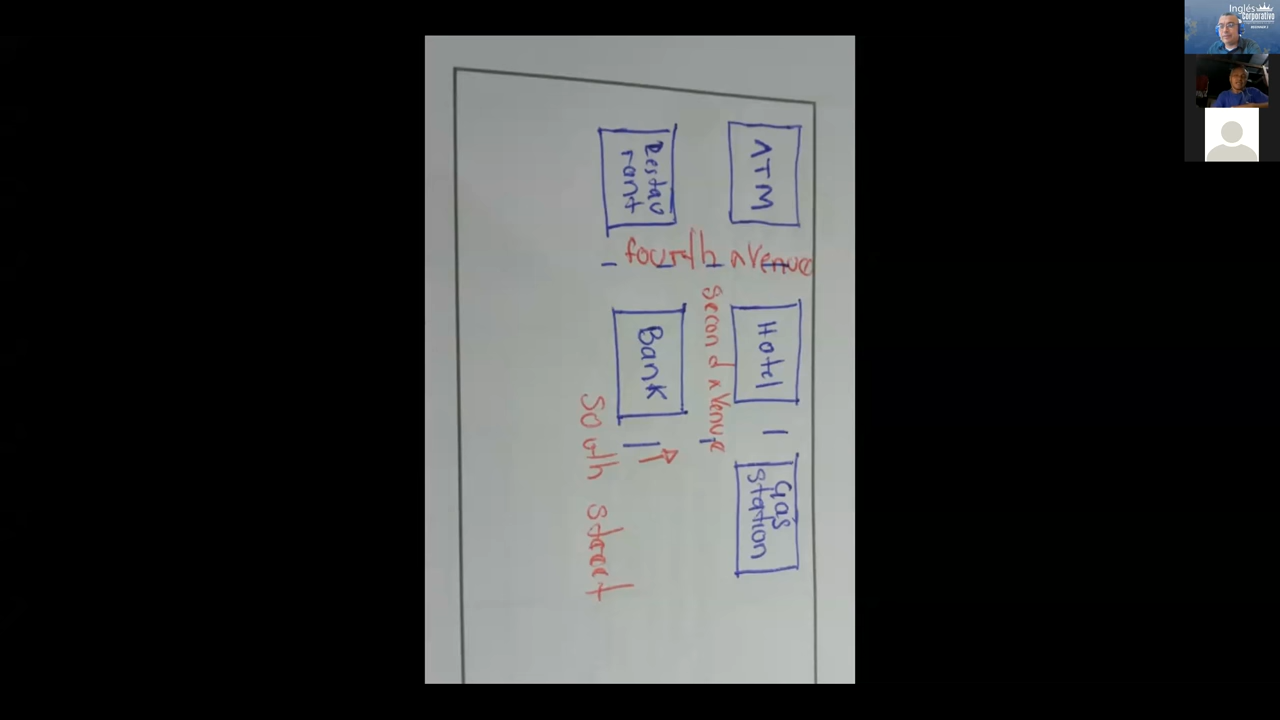 Inglés
corporativo
ATM
Restau
rant
fourth avenue
Hotel
second avenue
Bank
Gas
station
South street